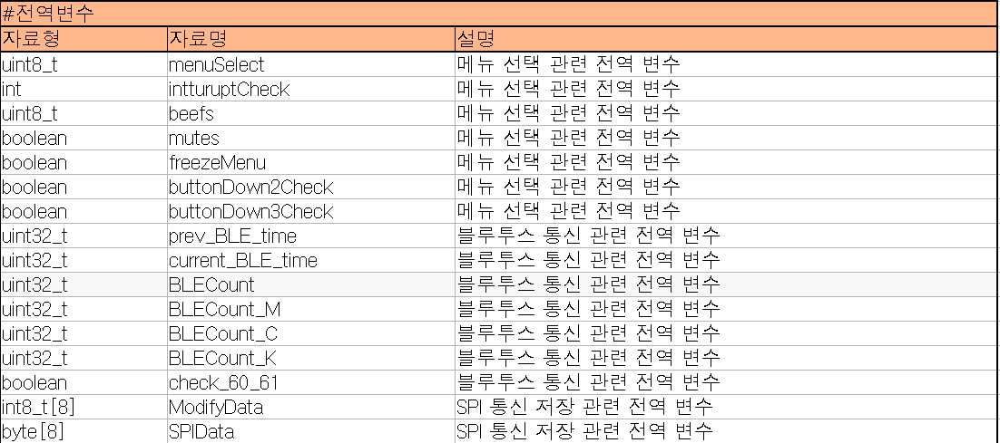 #전역변수
자료형 자료명 설명
uint8_t menuSelect 메뉴 선택 관련 전역 변수
int intturuptCheck 메뉴 선택 관련 전역 변수
uint8_t beefs 메뉴 선택 관련 전역 변수
boolean mutes 메뉴 선택 관련 전역 변수
boolean freezeMenu 메뉴 선택 관련 전역 변수
boolean buttonDown2Check 메뉴 선택 관련 전역 변수
boolean buttonDown3Check 메뉴 선택 관련 전역 변수
uint32_t prev_BLE_time 블루투스 통신 관련 전역 변수
uint32_t current_BLE_time 블루투스 통신 관련 전역 변수
uint32_t BLECount 블루투스 통신 관련 전역 변수
uint32_t BLECount_M 블루투스 통신 관련 전역 변수
uint32_t BLECount_C 블루투스 통신 관련 전역 변수
uint32_t BLECount_K 블루투스 통신 관련 전역 변수
boolean check_60_61 블루투스 통신 관련 전역 변수
int8_t[8] ModifyData SPI 통신 저장 관련 전역 변수
byte[8] SPIData SPI 통신 저장 관련 전역 변수